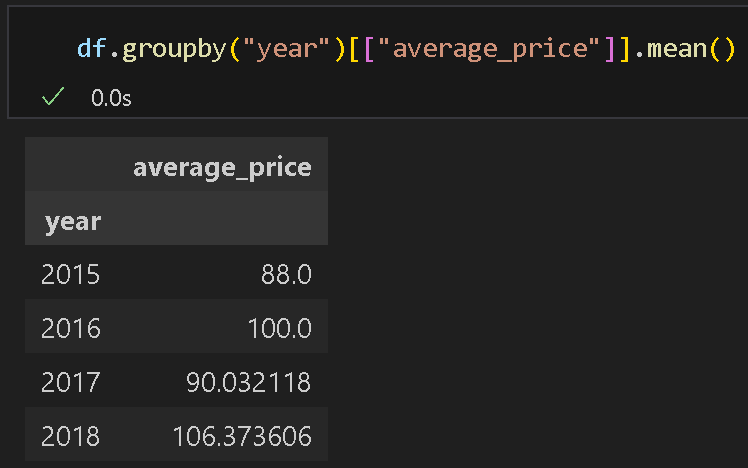 df.groupby("year")[["average_price"]].mean()
✓ 0.0s
average_price
year
2015 88.0
2016 100.0
2017 90.032118
2018 106.373606